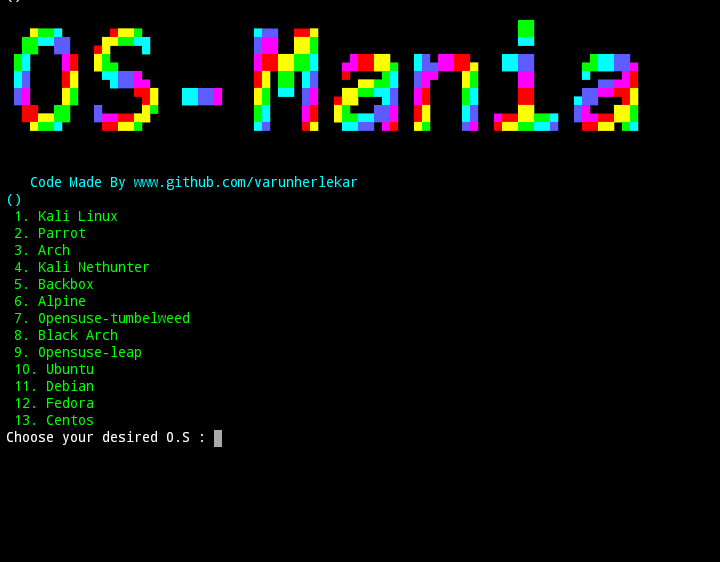 OS-Mania
Code Made By www.github.com/varunherlekar
()
1. Kali Linux
2. Parrot
3. Arch
4. Kali Nethunter
5. Backbox
6. Alpine
7. Opensuse-tumbelweed
8. Black Arch
9. Opensuse-leap
10. Ubuntu
11. Debian
12. Fedora
13. Centos
Choose your desired O.S :